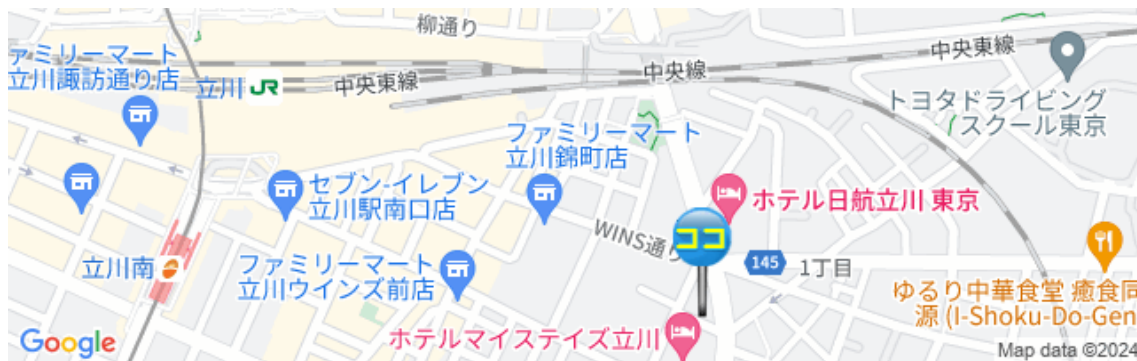 柳通り
中央東線
中央線
ファミリーマート
立川諏訪通り店
立川
JR
中央東線
トヨタドライビング
スクール東京
ファミリーマート
立川錦町店
セブン-イレブン
立川駅南口店
ホテル日航立川 東京
ココ
WINS通り
145
1丁目
立川南
ファミリーマート
立川ウインズ前店
ゆるり中華食堂 癒食同
源 (I-Shoku-Do-Gen
ホテルマイステイズ立川
Google
Map data ©2024